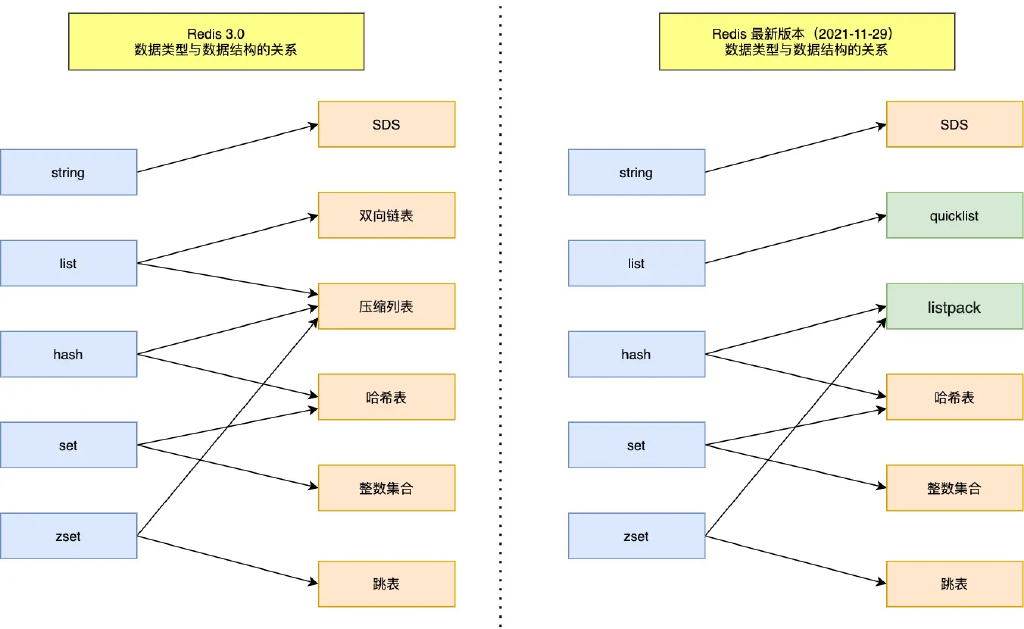 Redis 3.0
数据类型与数据结构的关系
string
list
hash
set
zset
SDS
双向链表
压缩列表
哈希表
整数集合
跳表
Redis 最新版本（2021-11-29）
数据类型与数据结构的关系
string
list
hash
set
zset
SDS
quicklist
listpack
哈希表
整数集合
跳表